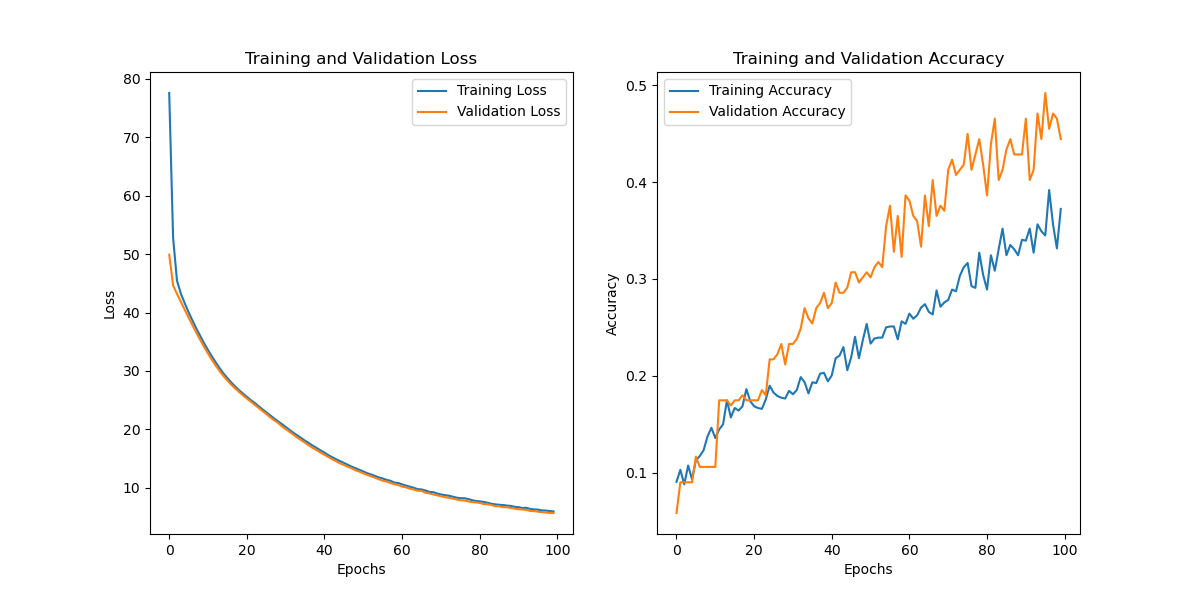 Training and Validation Loss
Training Loss
Validation Loss
80
70
60
50
40
30
20
10
Loss
0 20 40 60 80 100
Epochs
Training and Validation Accuracy
Training Accuracy
Validation Accuracy
0.5
0.4
0.3
0.2
0.1
Accuracy
0 20 40 60 80 100
Epochs